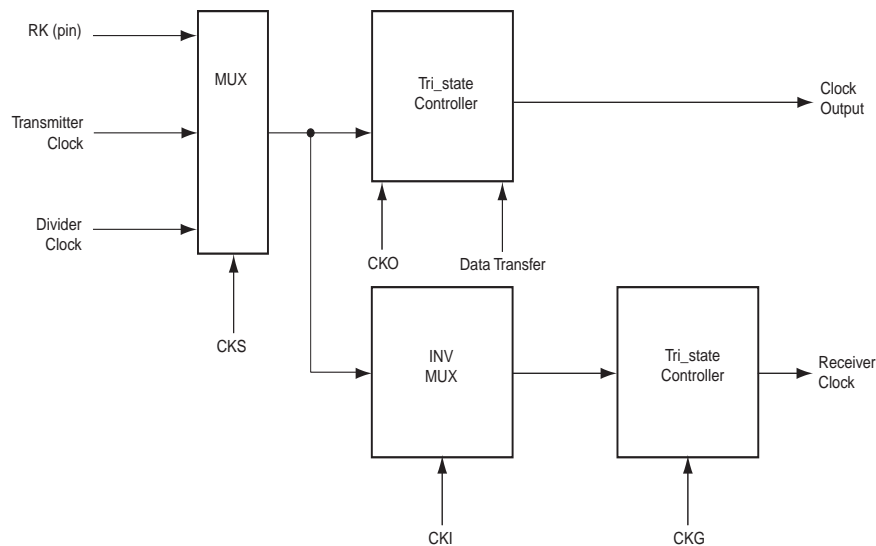 RK (pin)
MUX
Tri_state
Controller
Clock
Output
Transmitter
Clock
Divider
Clock
CKO
Data Transfer
CKS
INV
MUX
Tri_state
Controller
Receiver
Clock
CKI
CKG